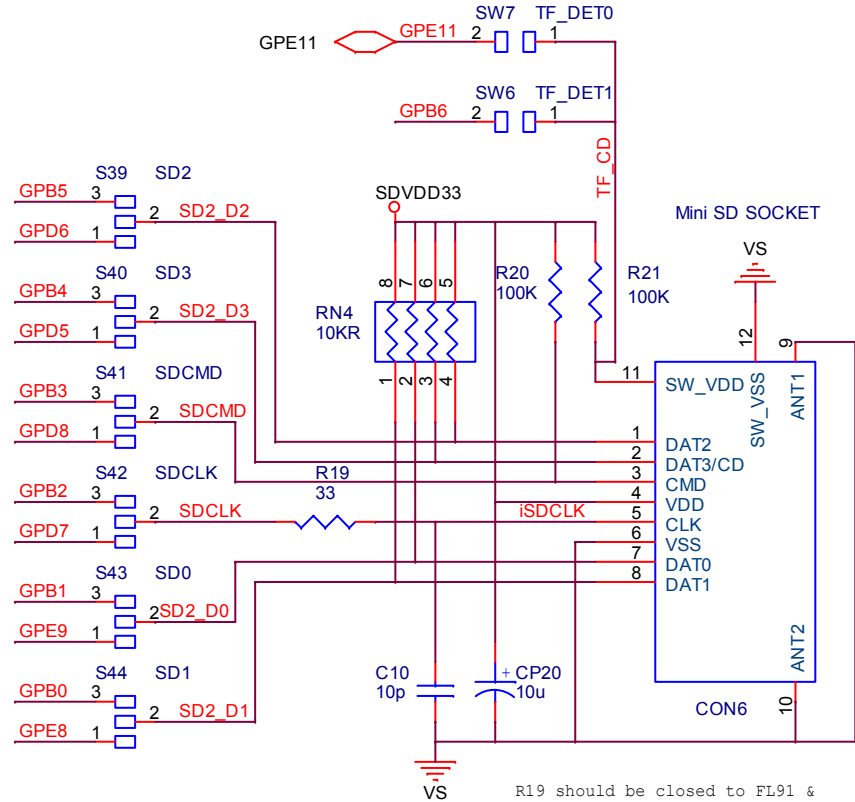 SW7 TF_DET0
GPE11 GPE11 2 1
SW6 TF_DET1
GPB6 2 1
TF_CD
S39 SD2
GPB5 3
2 SD2_D2
GPD6 1
SDVDD33
Mini SD SOCKET
VS
S40 SD3
GPB4 3
2 SD2_D3
GPD5 1
8 7 6 5
RN4
10KR
1 2 3 4
R20
100K
R21
100K
12
9
11 SW_VDD
SW_VSS
ANT1
S41 SDCMD
GPB3 3
2 SDCMD
GPD8 1
1 DAT2
2 DAT3/CD
3 CMD
4 VDD
5 CLK
6 VSS
7 DAT0
8 DAT1
S42 SDCLK
GPB2 3
2 SDCLK
GPD7 1
R19
33
iSDCLK
S43 SD0
GPB1 3
2 SD2_D0
GPE9 1
S44 SD1
GPB0 3
2 SD2_D1
GPE8 1
C10
10p
+ CP20
10u
ANT2
10
CON6
VS
R19 should be closed to FL91 &